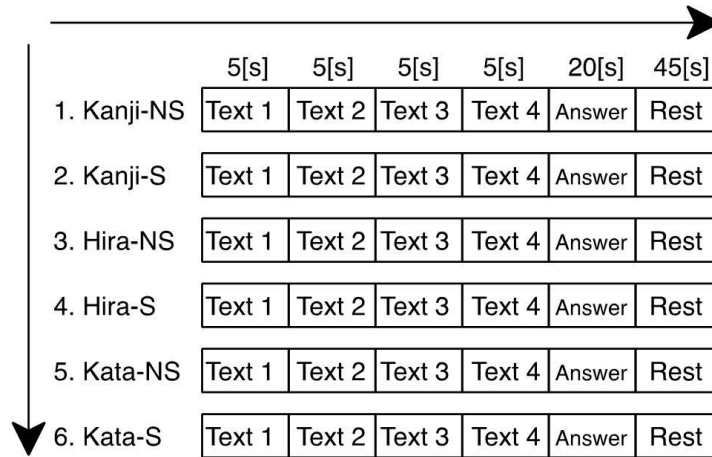 5[s] 5[s] 5[s] 5[s] 20[s] 45[s]
1. Kanji-NS Text 1 Text 2 Text 3 Text 4 Answer Rest
2. Kanji-S Text 1 Text 2 Text 3 Text 4 Answer Rest
3. Hira-NS Text 1 Text 2 Text 3 Text 4 Answer Rest
4. Hira-S Text 1 Text 2 Text 3 Text 4 Answer Rest
5. Kata-NS Text 1 Text 2 Text 3 Text 4 Answer Rest
6. Kata-S Text 1 Text 2 Text 3 Text 4 Answer Rest